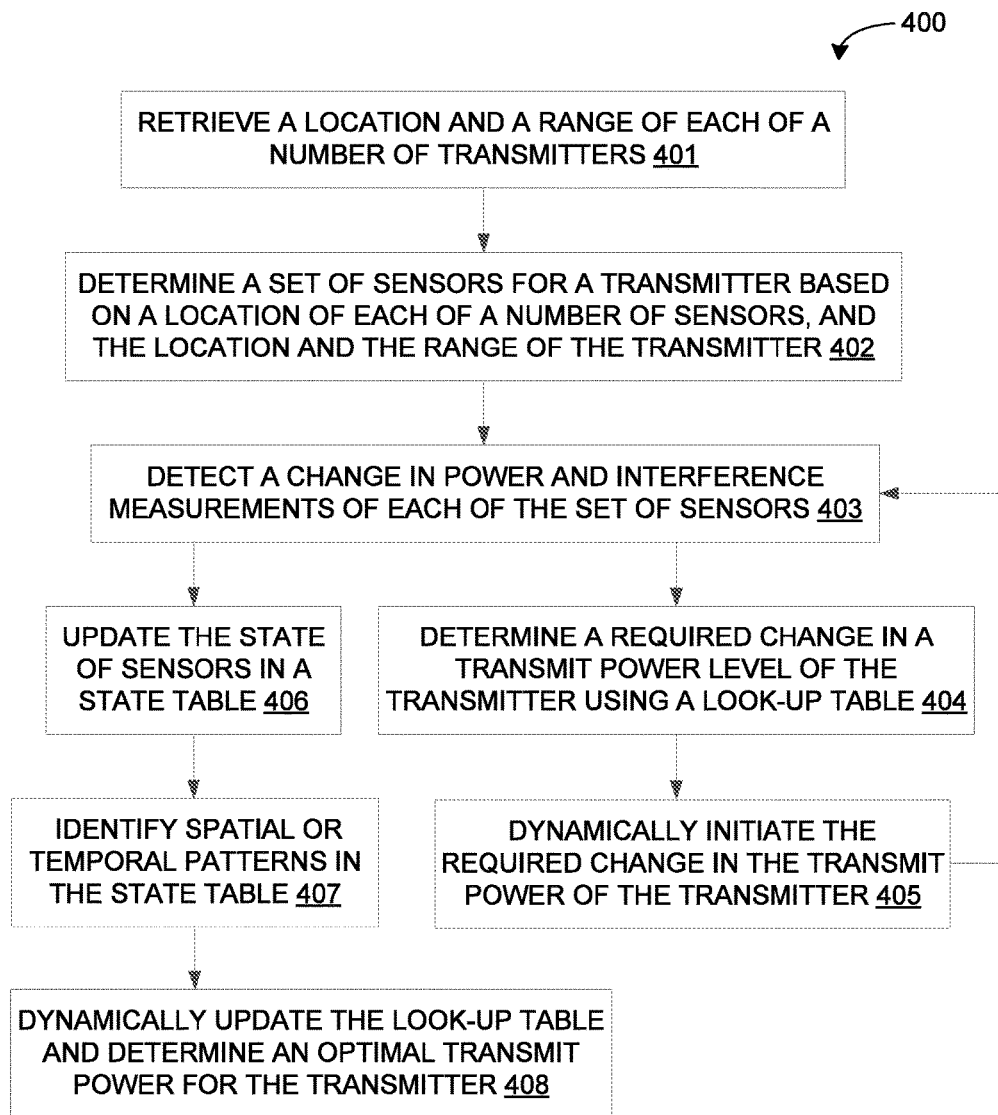 400
RETRIEVE A LOCATION AND A RANGE OF EACH OF A
NUMBER OF TRANSMITTERS 401
DETERMINE A SET OF SENSORS FOR A TRANSMITTER BASED
ON A LOCATION OF EACH OF A NUMBER OF SENSORS, AND
THE LOCATION AND THE RANGE OF THE TRANSMITTER 402
DETECT A CHANGE IN POWER AND INTERFERENCE
MEASUREMENTS OF EACH OF THE SET OF SENSORS 403
UPDATE THE STATE
OF SENSORS IN A
STATE TABLE 406
DETERMINE A REQUIRED CHANGE IN A
TRANSMIT POWER LEVEL OF THE
TRANSMITTER USING A LOOK-UP TABLE 404
IDENTIFY SPATIAL OR
TEMPORAL PATTERNS IN
THE STATE TABLE 407
DYNAMICALLY INITIATE THE
REQUIRED CHANGE IN THE TRANSMIT
POWER OF THE TRANSMITTER 405
DYNAMICALLY UPDATE THE LOOK-UP TABLE
AND DETERMINE AN OPTIMAL TRANSMIT
POWER FOR THE TRANSMITTER 408